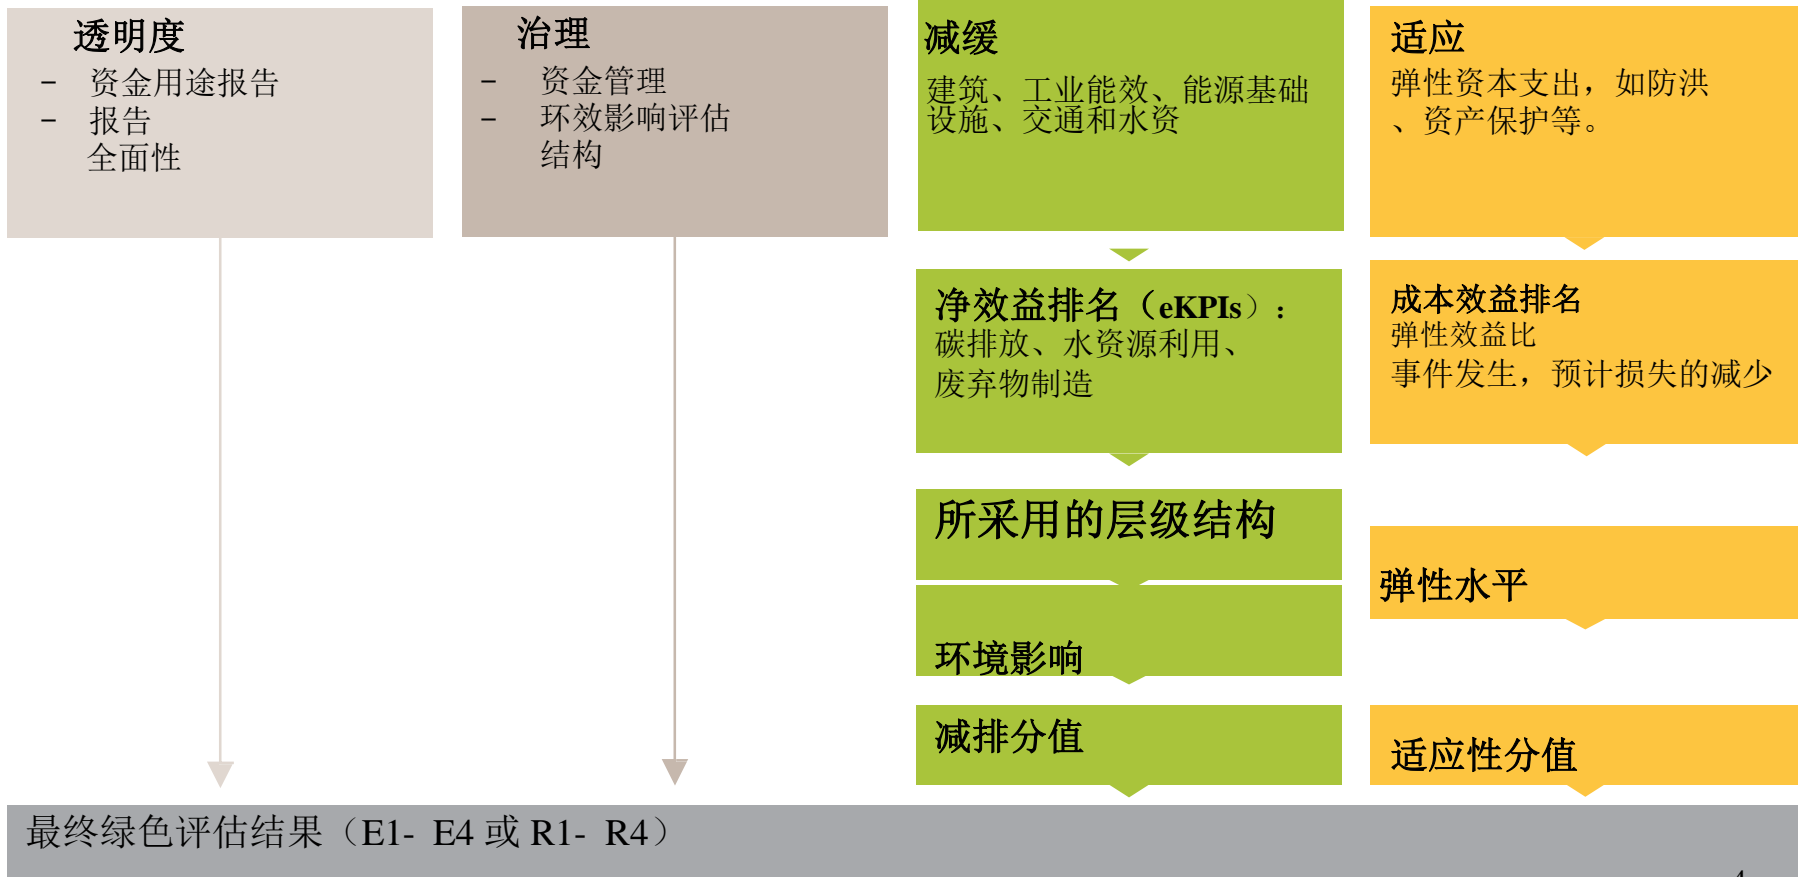 透明度
- 资金用途报告
- 报告
全面性
治理
- 资金管理
- 环效影响评估
结构
减缓
建筑、工业能效、能源基础
设施、交通和水资
适应
弹性资本支出，如防洪
、资产保护等。
净效益排名（eKPIs）：
碳排放、水资源利用、
废弃物制造
成本效益排名
弹性效益比
事件发生，预计损失的减少
所采用的层级结构
弹性水平
环境影响
减排分值
适应性分值
最终绿色评估结果（E1- E4 或 R1- R4）